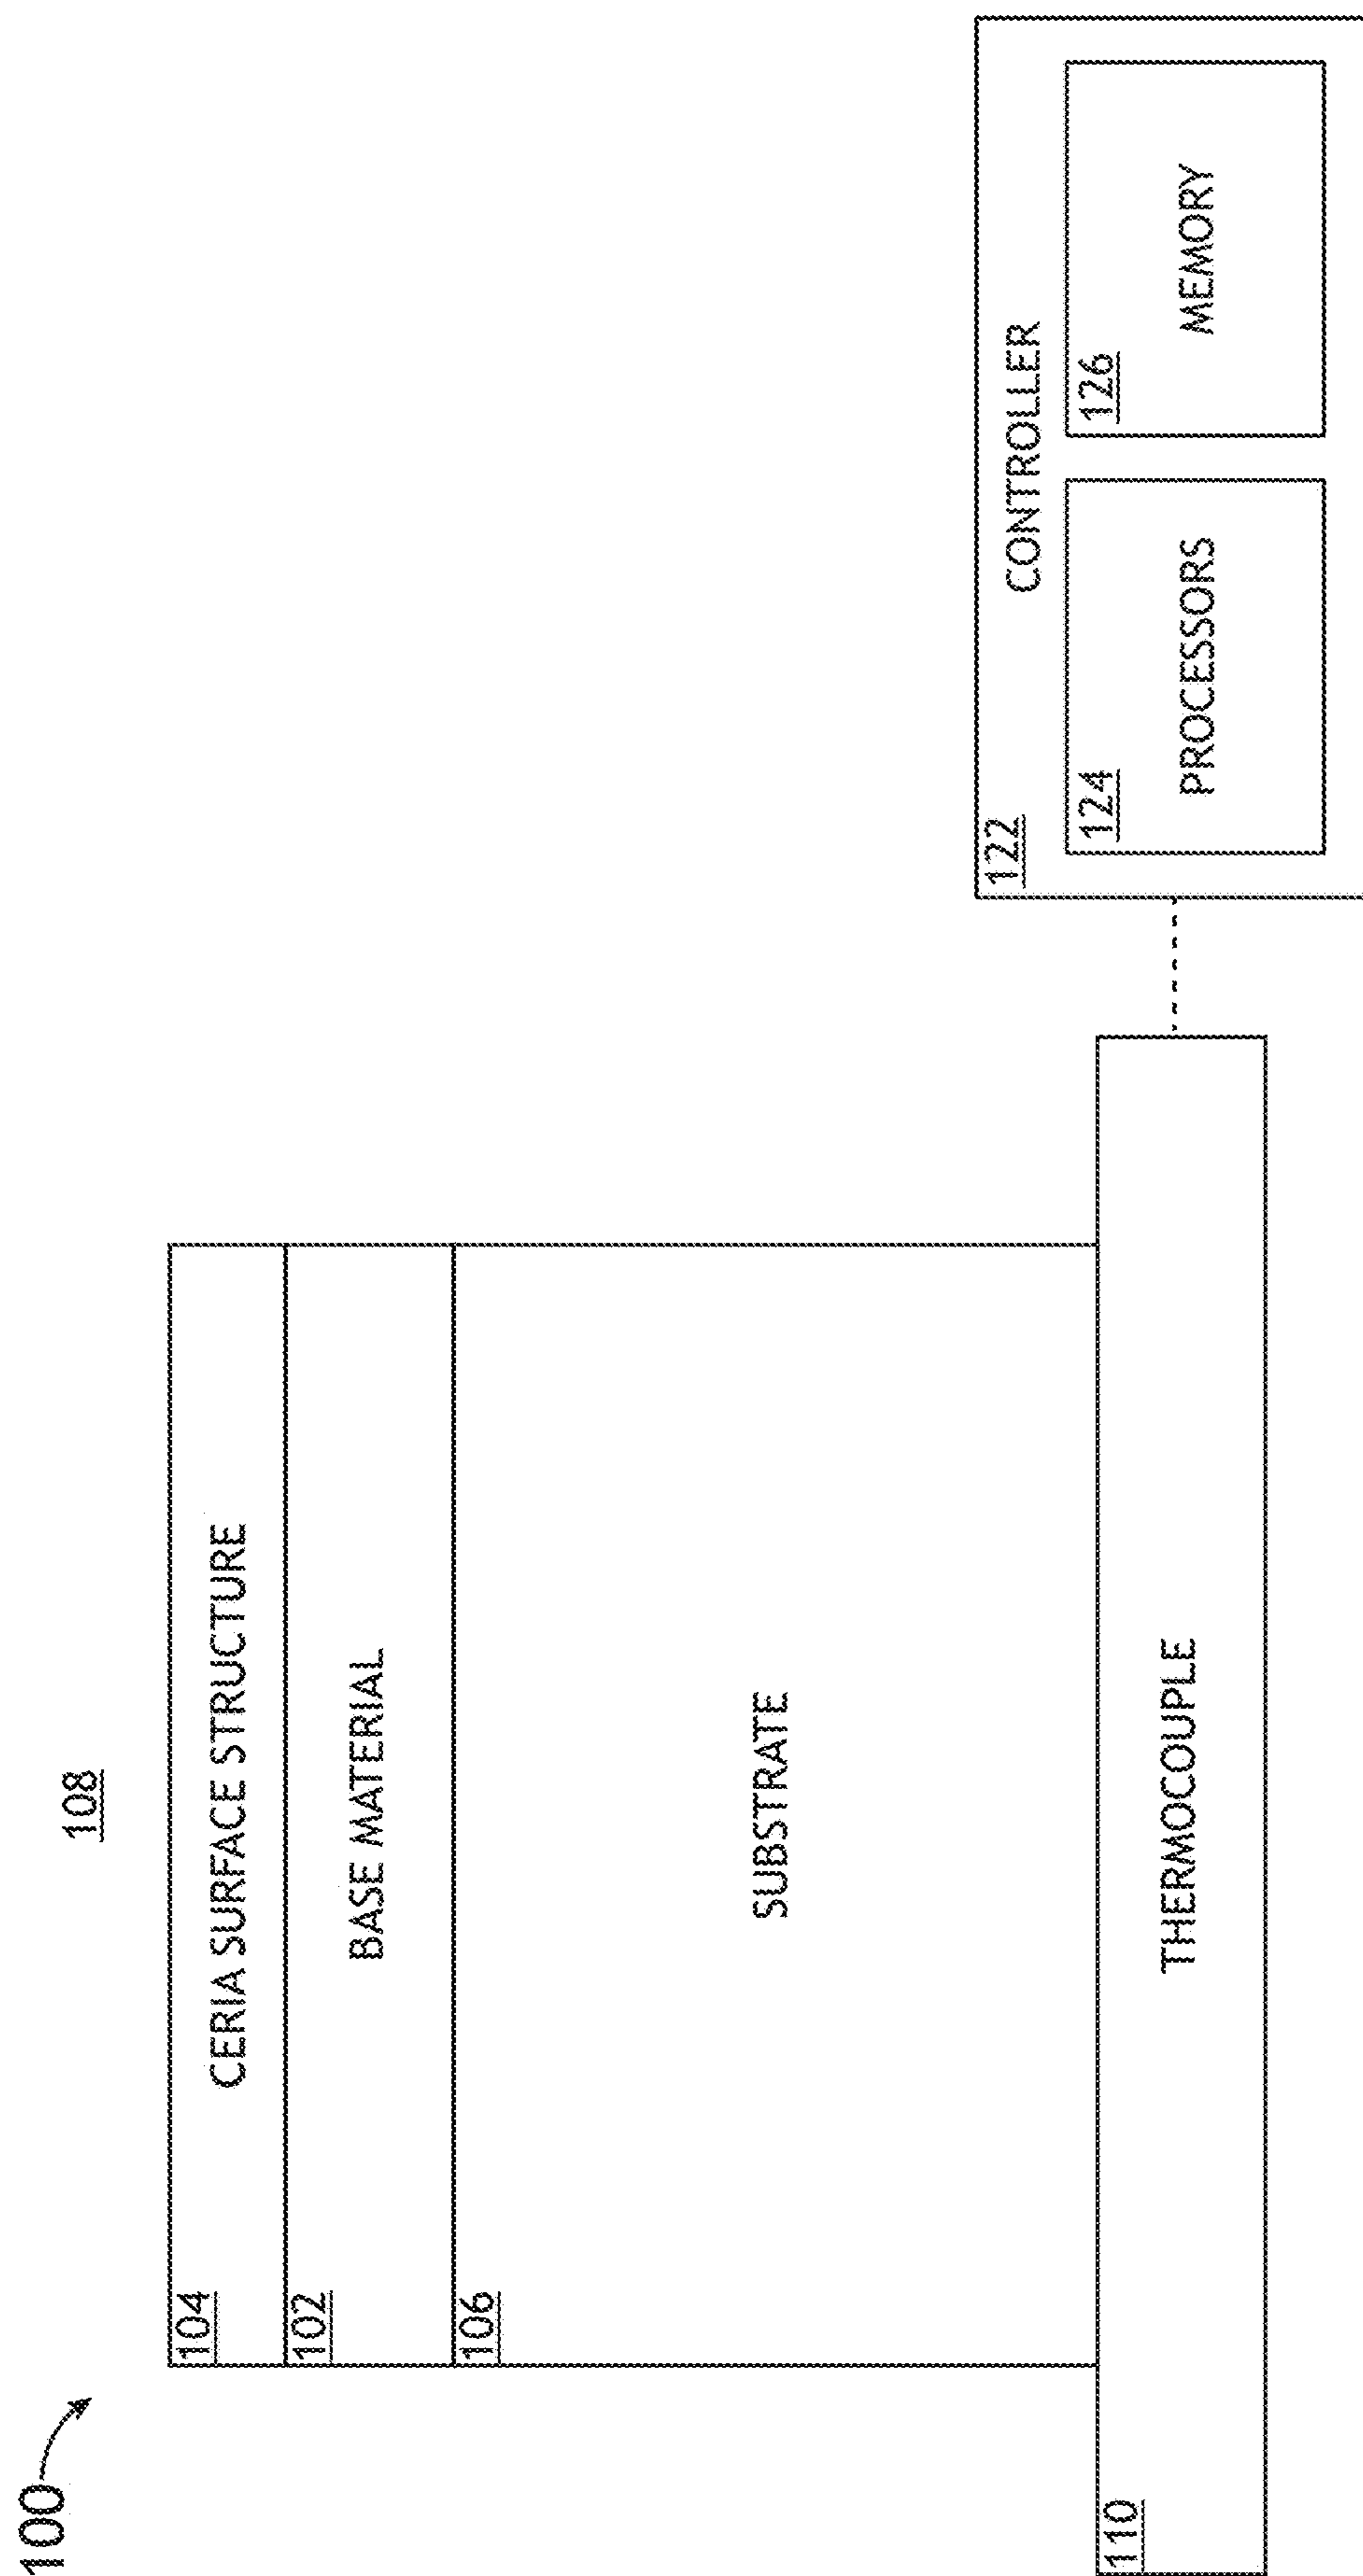 100
108
104
CERIA SURFACE STRUCTURE
102
BASE MATERIAL
106
SUBSTRATE
110
THERMOCOUPLE
122
CONTROLLER
124
PROCESSORS
126
MEMORY